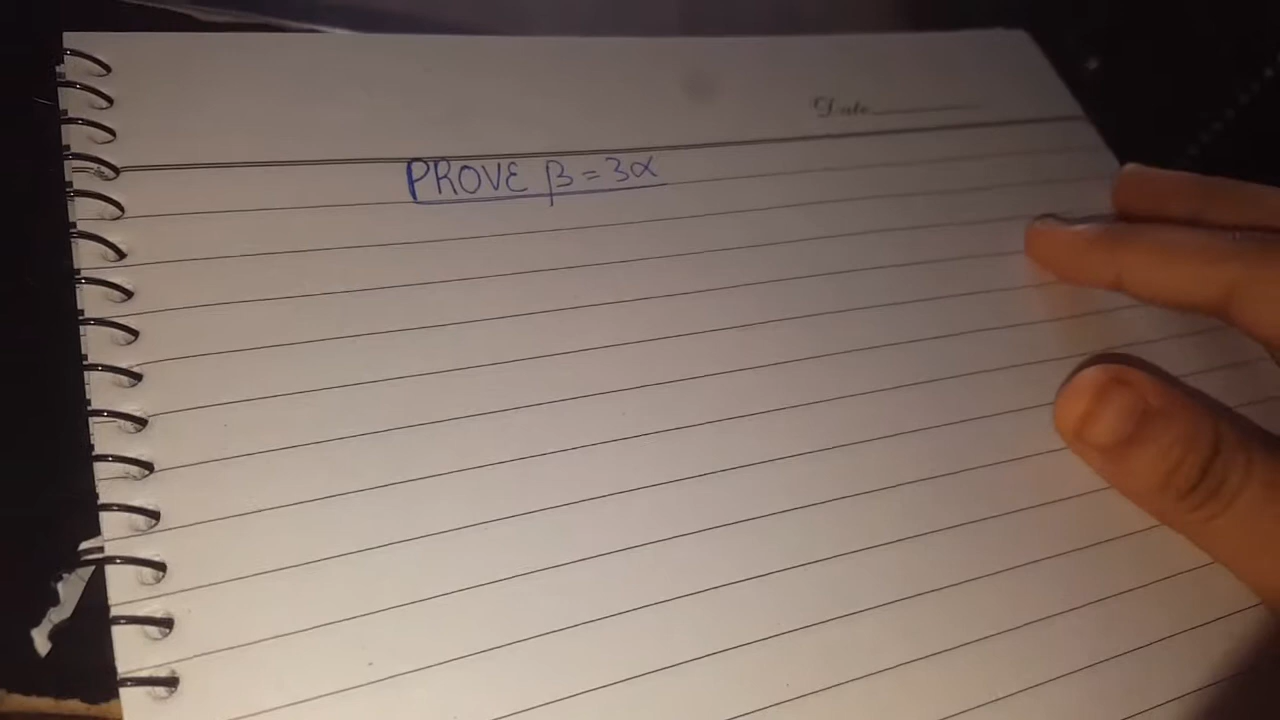 Date
PROVE β = 3α